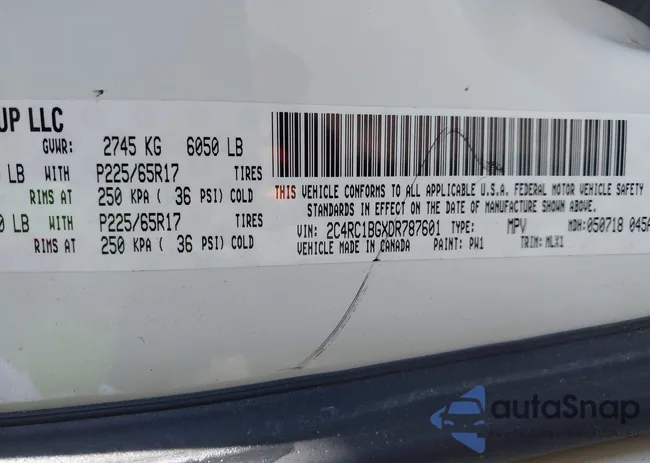 UP LLC
GVWR: 2745 KG 6050 LB
LB WITH P225/65R17 TIRES
RIMS AT 250 KPA ( 36 PSI) COLD
0 LB WITH P225/65R17 TIRES
RIMS AT 250 KPA ( 36 PSI) COLD
THIS VEHICLE CONFORMS TO ALL APPLICABLE U.S.A. FEDERAL MOTOR VEHICLE SAFETY
STANDARDS IN EFFECT ON THE DATE OF MANUFACTURE SHOWN ABOVE.
VIN: 2C4RC1BGXDR787601 TYPE: MPV MDH: 050718 045A
VEHICLE MADE IN CANADA PAINT: PW1 TRIM: MLX1
autoSnap